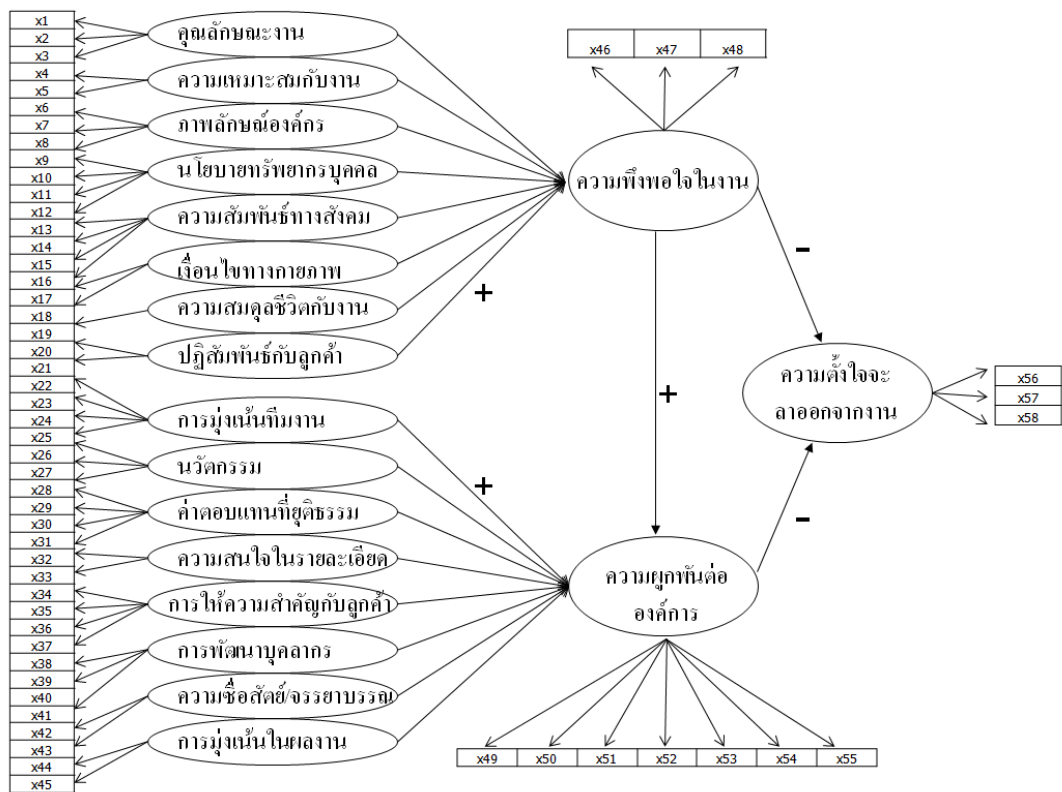 x1
x2
x3
x4
x5
x6
x7
x8
x9
x10
x11
x12
x13
x14
x15
x16
x17
x18
x19
x20
x21
x22
x23
x24
x25
x26
x27
x28
x29
x30
x31
x32
x33
x34
x35
x36
x37
x38
x39
x40
x41
x42
x43
x44
x45
คุณลักษณะงาน
ความเหมาะสมกับงาน
ภาพลักษณ์องค์กร
นโยบายทรัพยากรบุคคล
ความสัมพันธ์ทางสังคม
เงื่อนไขทางกายภาพ
ความสมดุลชีวิตกับงาน
ปฏิสัมพันธ์กับลูกค้า
การมุ่งเน้นทีมงาน
นวัตกรรม
ค่าตอบแทนที่ยุติธรรม
ความสนใจในรายละเอียด
การให้ความสำคัญกับลูกค้า
การพัฒนาบุคลากร
ความซื่อสัตย์/จรรยาบรรณ
การมุ่งเน้นในผลงาน
+
+
x46 x47 x48
ความพึงพอใจในงาน
+
ความผูกพันต่อ
องค์การ
x49 x50 x51 x52 x53 x54 x55
-
-
ความตั้งใจจะ
ลาออกจากงาน
x56
x57
x58